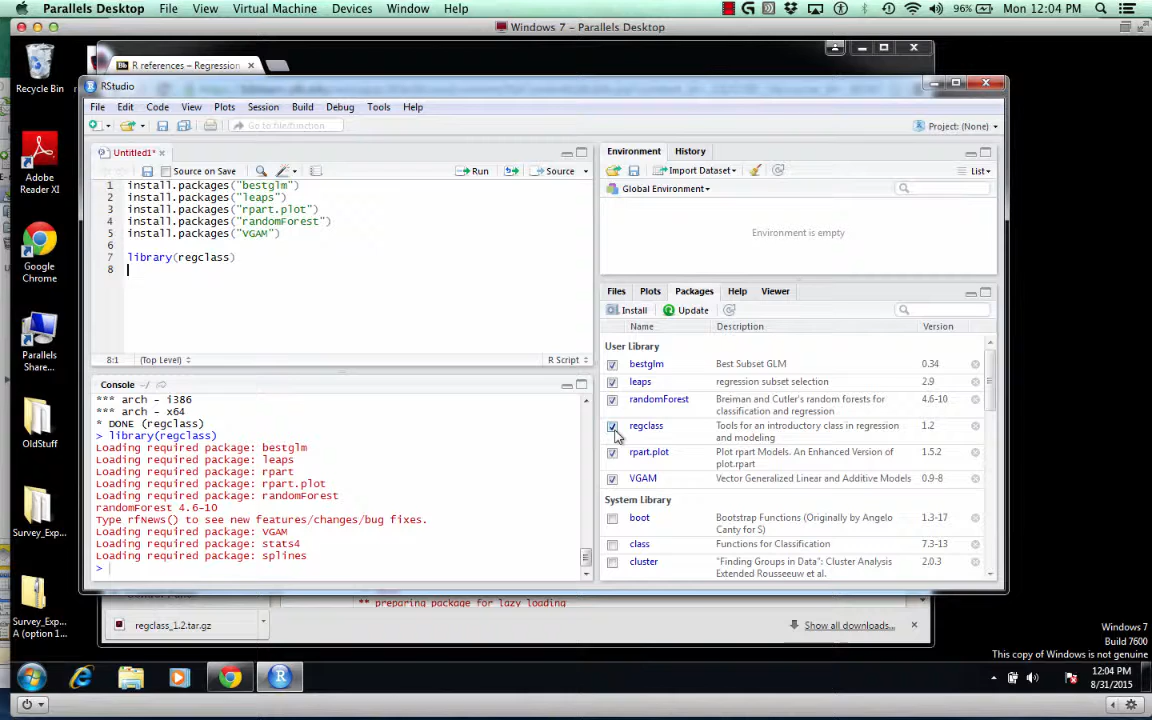 Parallels Desktop File View Virtual Machine Devices Window Help 96% Mon 12:04 PM
Windows 7 - Parallels Desktop
Recycle Bin
Adobe
Reader XI
Google
Chrome
Parallels
Share...
OldStuff
Survey_Exp...
Survey_Exp...
A (option 1...
R references – Regression ×
RStudio
File Edit Code View Plots Session Build Debug Tools Help
Go to file/function
Project: (None)
Untitled1* ×
Source on Save
Run
Source
1 install.packages("bestglm")
2 install.packages("leaps")
3 install.packages("rpart.plot")
4 install.packages("randomForest")
5 install.packages("VGAM")
6
7 library(regclass)
8
8:1 (Top Level) R Script
Console ~/
*** arch - i386
*** arch - x64
* DONE (regclass)
> library(regclass)
Loading required package: bestglm
Loading required package: leaps
Loading required package: rpart
Loading required package: rpart.plot
Loading required package: randomForest
randomForest 4.6-10
Type rfNews() to see new features/changes/bug fixes.
Loading required package: VGAM
Loading required package: stats4
Loading required package: splines
>
Environment History
Import Dataset List
Global Environment
Environment is empty
Files Plots Packages Help Viewer
Install Update
Name Description Version
User Library
bestglm Best Subset GLM 0.34
leaps regression subset selection 2.9
randomForest Breiman and Cutler's random forests for 4.6-10
classification and regression
regclass Tools for an introductory class in regression 1.2
and modeling
rpart.plot Plot rpart Models. An Enhanced Version of 1.5.2
plot.rpart
VGAM Vector Generalized Linear and Additive Models 0.9-8
System Library
boot Bootstrap Functions (Originally by Angelo 1.3-17
Canty for S)
class Functions for Classification 7.3-13
cluster "Finding Groups in Data": Cluster Analysis 2.0.3
Extended Rousseeuw et al.
** preparing package for lazy loading
regclass_1.2.tar.gz
Show all downloads...
Windows 7
Build 7600
This copy of Windows is not genuine
12:04 PM
8/31/2015